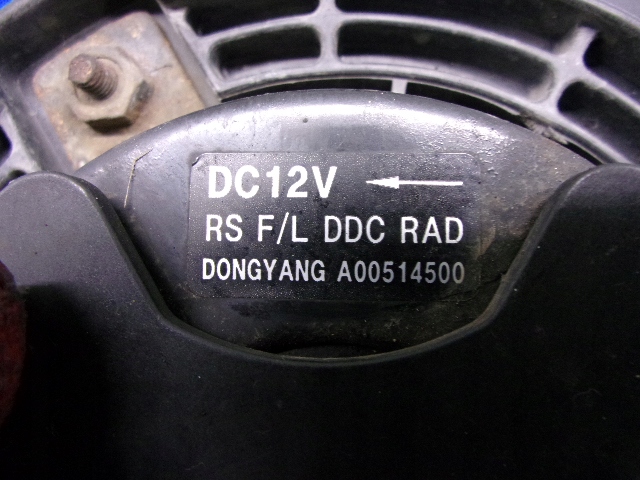 DC12V ←
RS F/L DDC RAD
DONGYANG A00514500